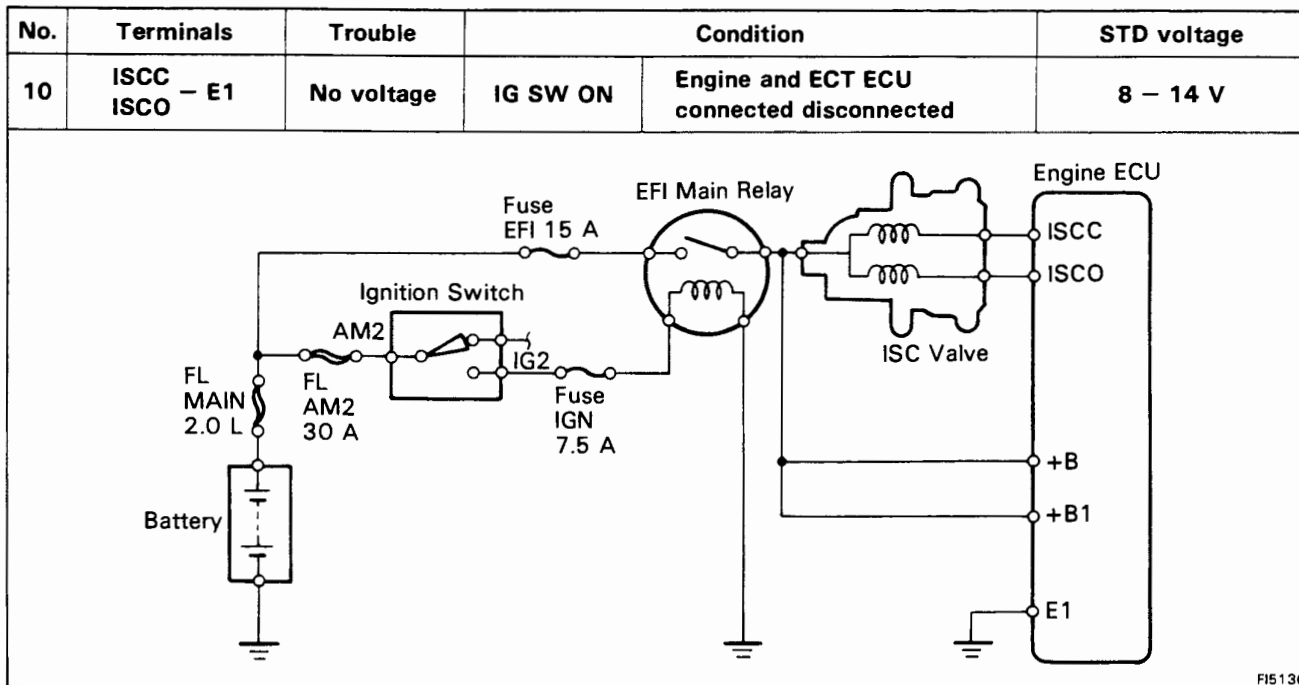 No. Terminals Trouble Condition STD voltage
10 ISCC ISCO – E1 No voltage IG SW ON Engine and ECT ECU connected disconnected 8 – 14 V
Engine ECU
Fuse EFI 15 A
EFI Main Relay
ISCC
ISCO
Ignition Switch
AM2
IG2
ISC Valve
FL MAIN 2.0 L
FL AM2 30 A
Fuse IGN 7.5 A
+B
+B1
Battery
E1